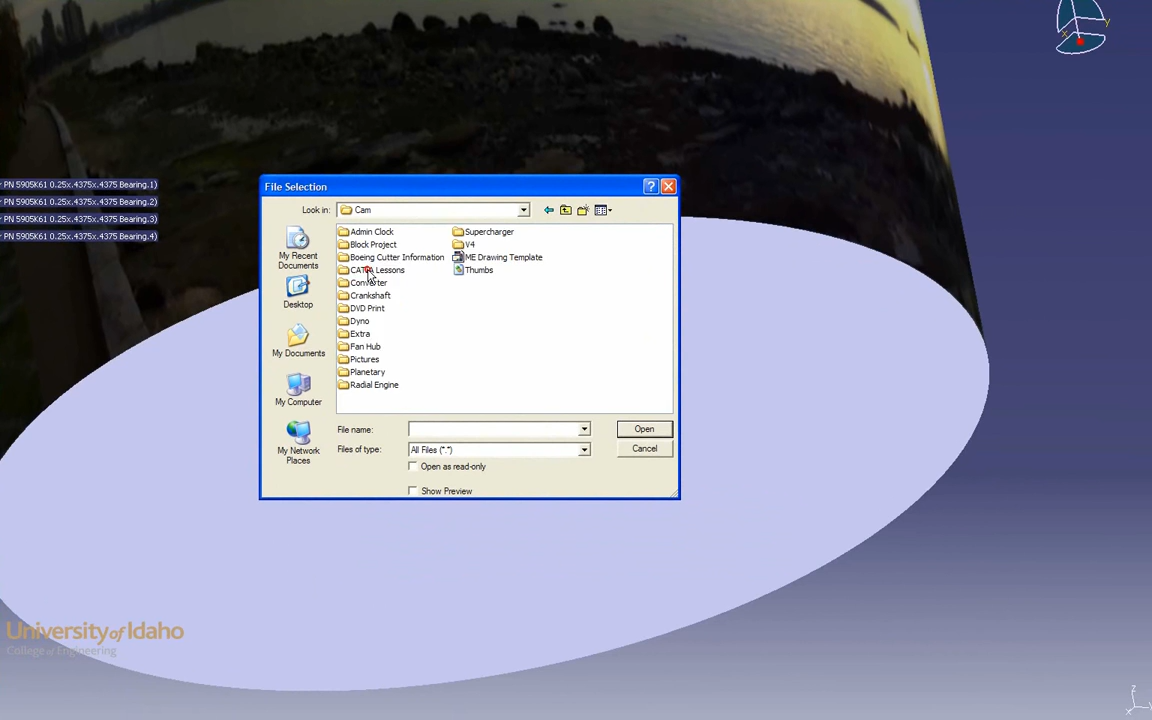 PN 5905K61 0.25x.4375x.4375 Bearing.1)
PN 5905K61 0.25x.4375x.4375 Bearing.2)
PN 5905K61 0.25x.4375x.4375 Bearing.3)
PN 5905K61 0.25x.4375x.4375 Bearing.4)
File Selection
Look in: Cam
My Recent Documents
Desktop
My Documents
My Computer
My Network Places
Admin Clock
Block Project
Boeing Cutter Information
CATIA Lessons
Converter
Crankshaft
DVD Print
Dyno
Extra
Fan Hub
Pictures
Planetary
Radial Engine
Supercharger
V4
ME Drawing Template
Thumbs
File name:
Open
Files of type: All Files (*.*)
Cancel
Open as read-only
Show Preview
University of Idaho
College of Engineering
x
y
z
x